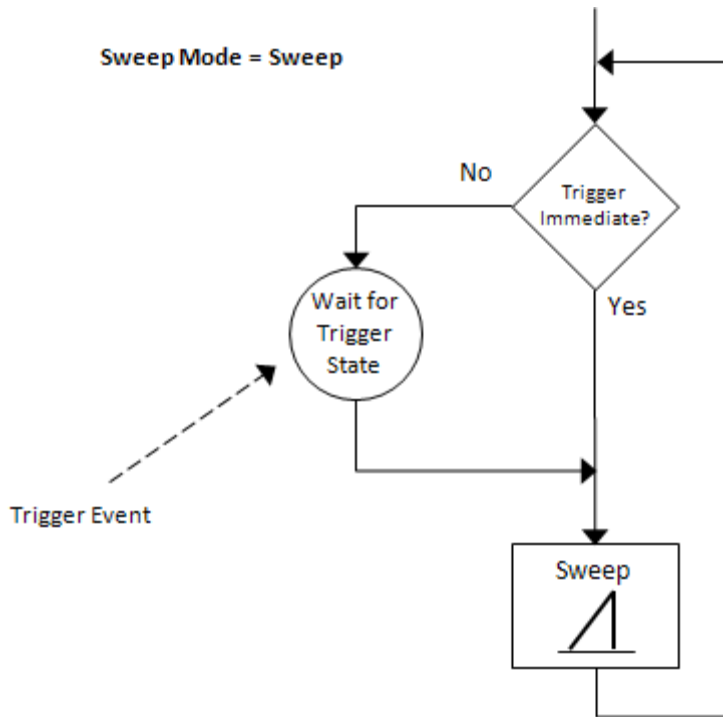 Sweep Mode = Sweep
No
Trigger
Immediate?
Wait for
Trigger
State
Yes
Trigger Event
Sweep